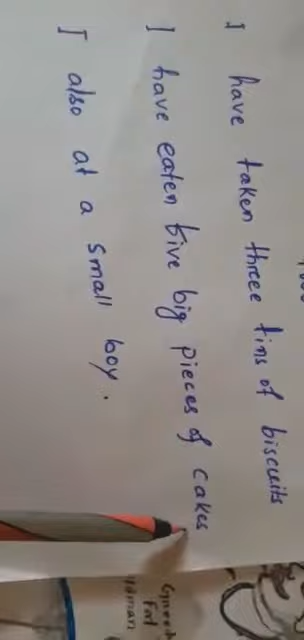 I have taken three tins of biscuits
I have eaten five big pieces of cakes
I also at a small boy.